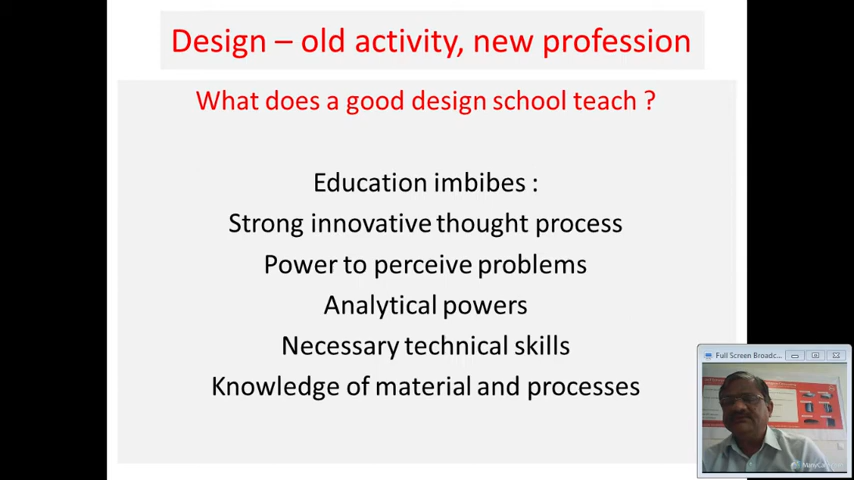 Design – old activity, new profession
What does a good design school teach ?
Education imbibes :
Strong innovative thought process
Power to perceive problems
Analytical powers
Necessary technical skills
Knowledge of material and processes
Full Screen Broadc...